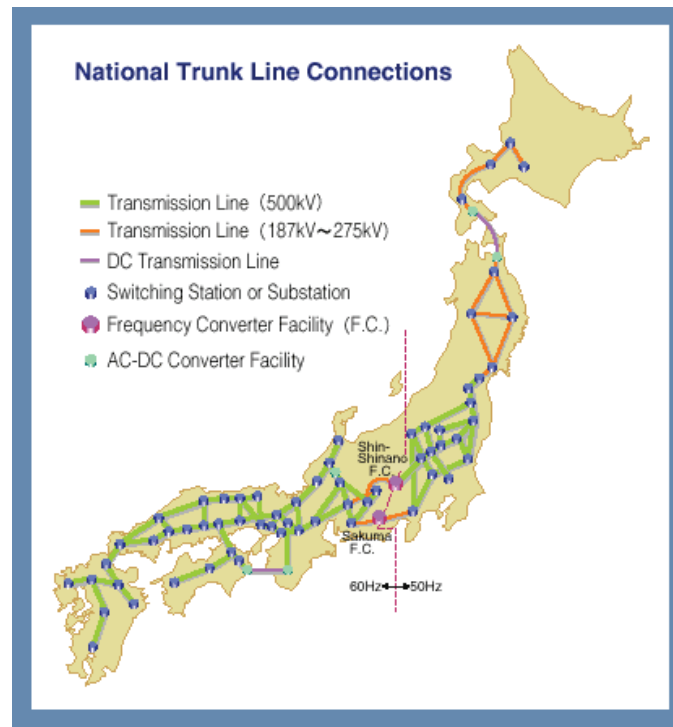 National Trunk Line Connections
Transmission Line (500kV)
Transmission Line (187kV～275kV)
DC Transmission Line
Switching Station or Substation
Frequency Converter Facility (F.C.)
AC-DC Converter Facility
Shin-
Shinano
F.C.
Sakuma
F.C.
60Hz
50Hz